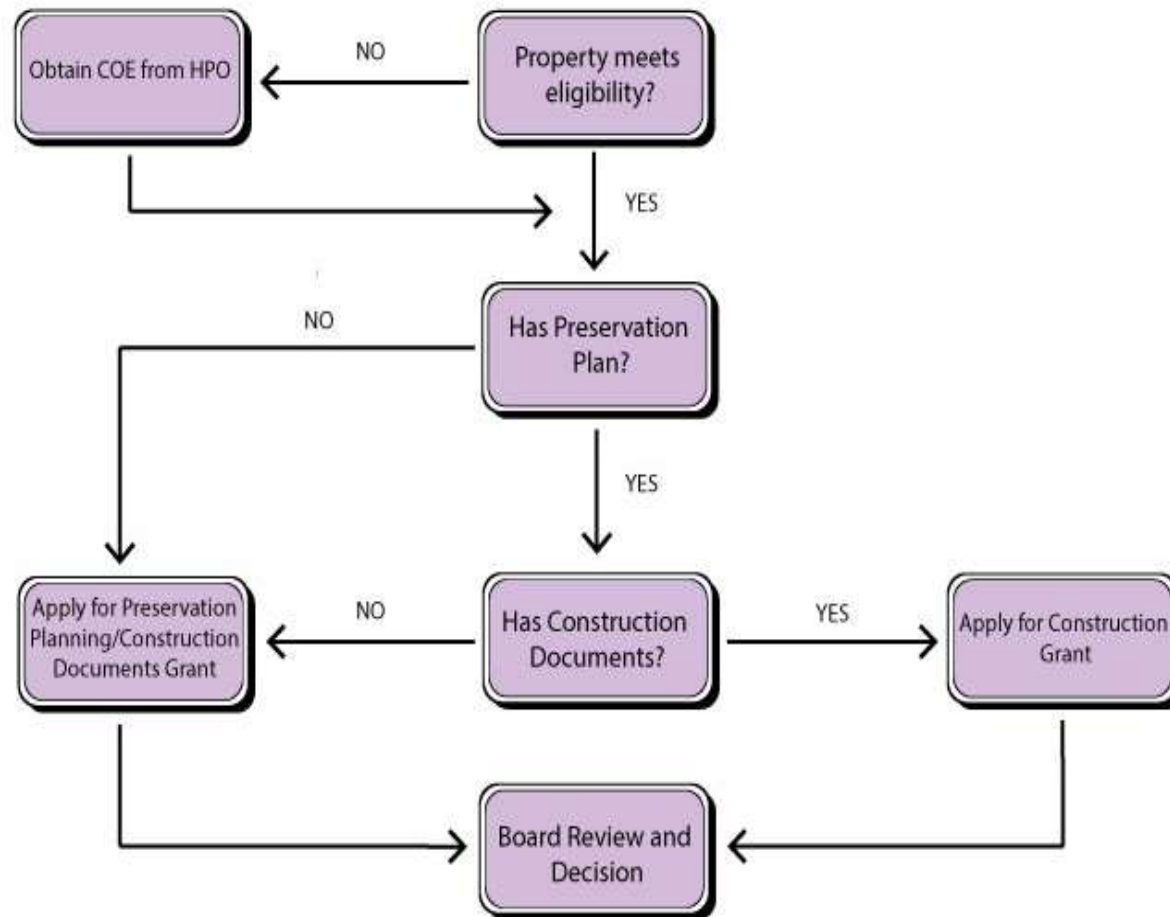 Obtain COE from HPO
NO
Property meets
eligibility?
YES
Has Preservation
Plan?
NO
YES
Apply for Preservation
Planning/Construction
Documents Grant
NO
Has Construction
Documents?
YES
Apply for Construction
Grant
Board Review and
Decision